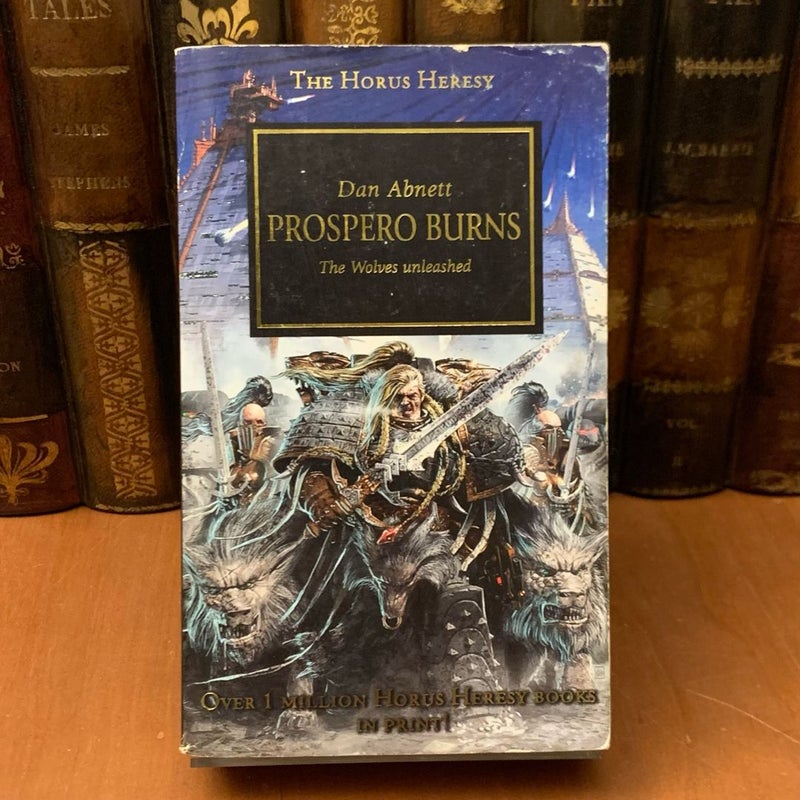 THE HORUS HERESY
Dan Abnett
PROSPERO BURNS
The Wolves unleashed
OVER 1 MILLION HORUS HERESY BOOKS
IN PRINT!
TALES
JAMES
STEPHENS
J.M. BARRIE
VOL